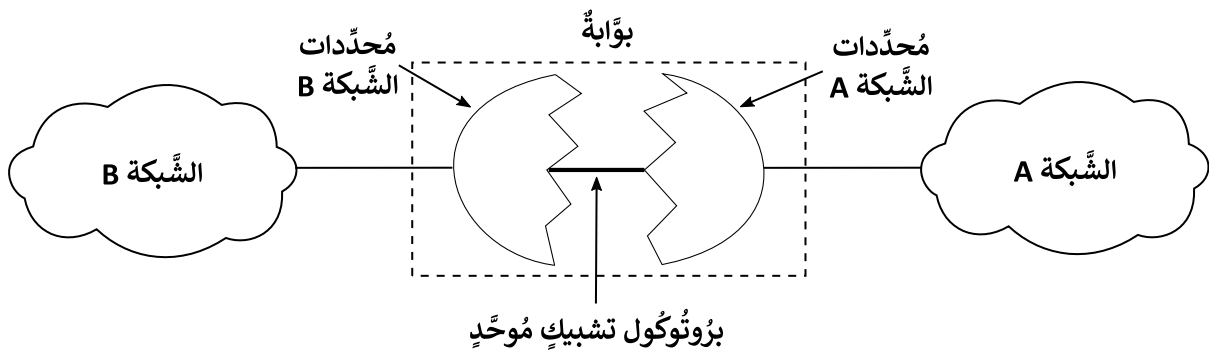 بوَّابةٌ
مُحدِّدات
الشَّبكة A
مُحدِّدات
الشَّبكة B
الشَّبكة A
الشَّبكة B
برُوتُوكُول تشبيكٍ مُوحَّدٍ